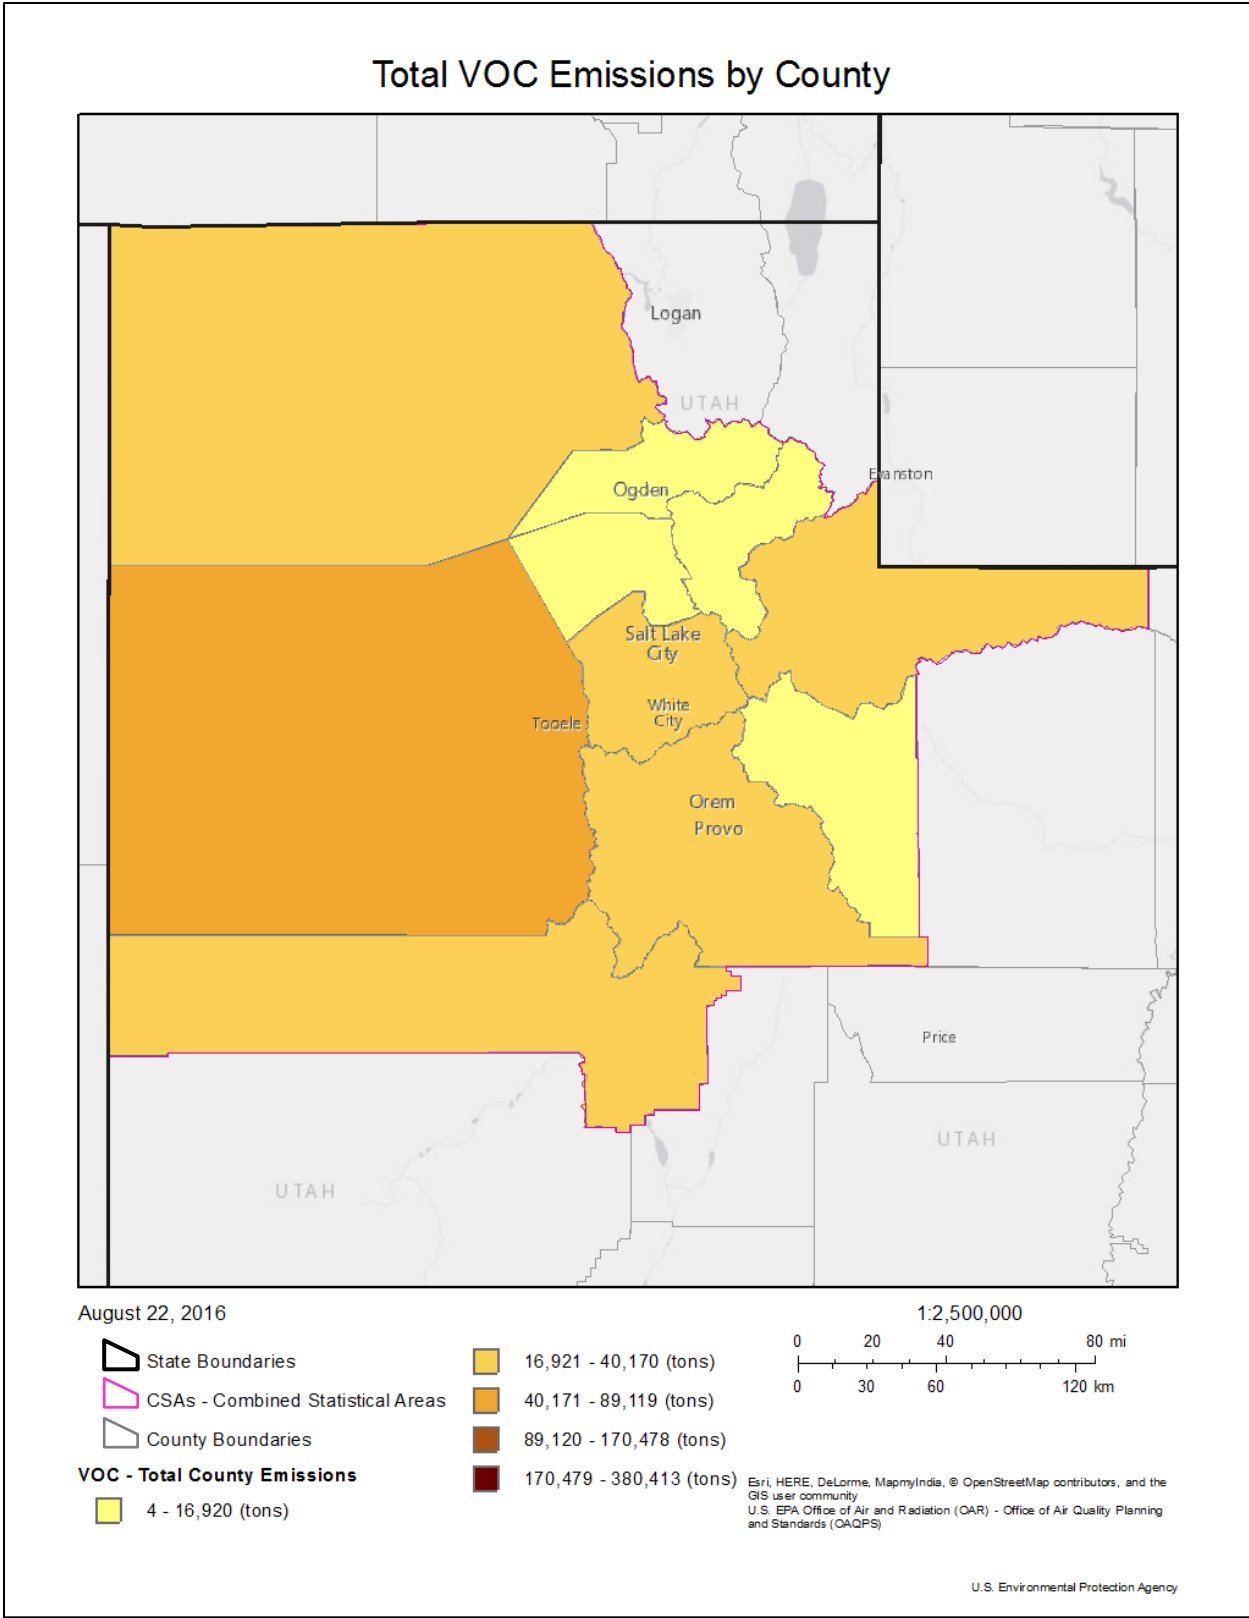 Total VOC Emissions by County
Logan
UTAH
Evanston
Ogden
Salt Lake
City
White
City
Tooele
Orem
Provo
Price
UTAH
UTAH
August 22, 2016
1:2,500,000
0 20 40 80 mi
0 30 60 120 km
State Boundaries
CSAs - Combined Statistical Areas
County Boundaries
VOC - Total County Emissions
4 - 16,920 (tons)
16,921 - 40,170 (tons)
40,171 - 89,119 (tons)
89,120 - 170,478 (tons)
170,479 - 380,413 (tons)
Esri, HERE, DeLorme, MapmyIndia, © OpenStreetMap contributors, and the
GIS user community
U.S. EPA Office of Air and Radiation (OAR) - Office of Air Quality Planning
and Standards (OAQPS)
U.S. Environmental Protection Agency